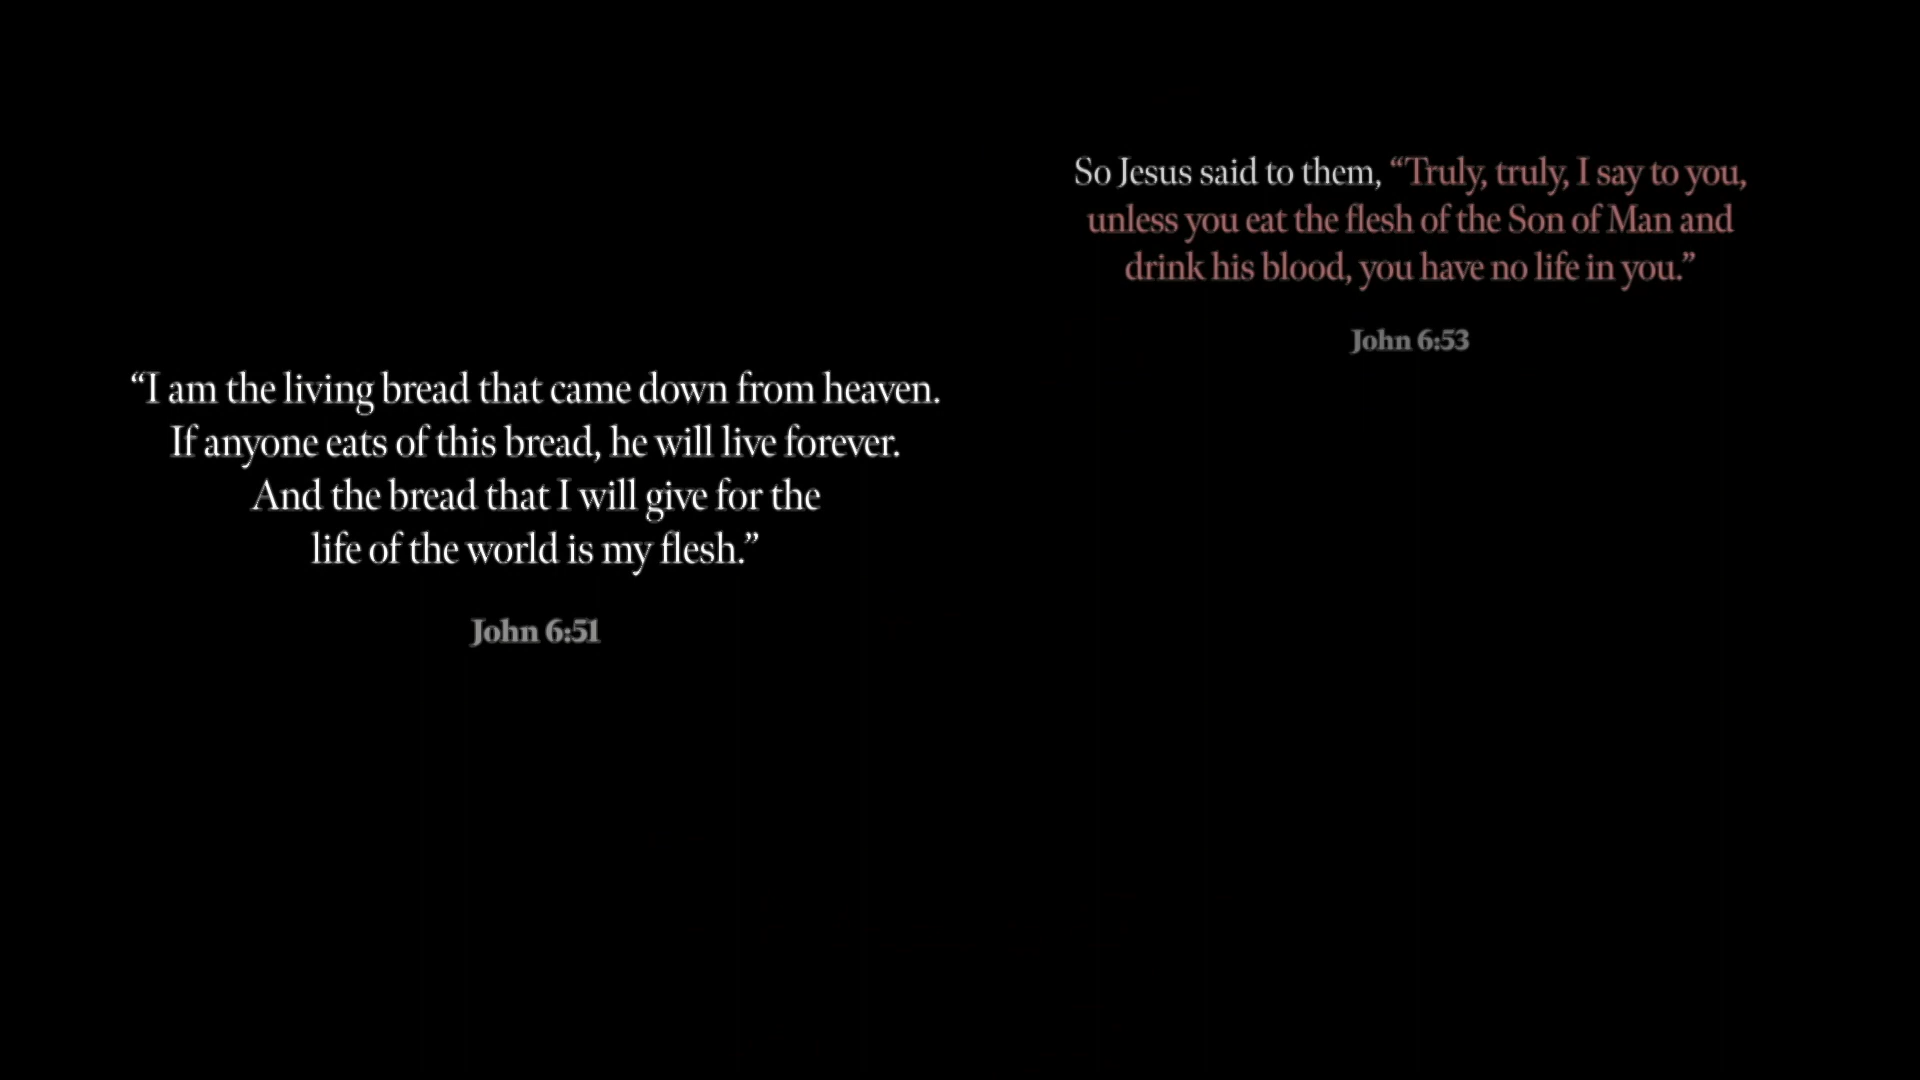 “I am the living bread that came down from heaven.
If anyone eats of this bread, he will live forever.
And the bread that I will give for the
life of the world is my flesh.”
John 6:51
So Jesus said to them, “Truly, truly, I say to you,
unless you eat the flesh of the Son of Man and
drink his blood, you have no life in you.”
John 6:53